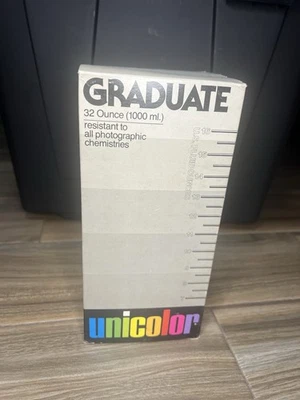 GRADUATE
32 Ounce (1000 ml.)
resistant to
all photographic
chemistries
unicolor